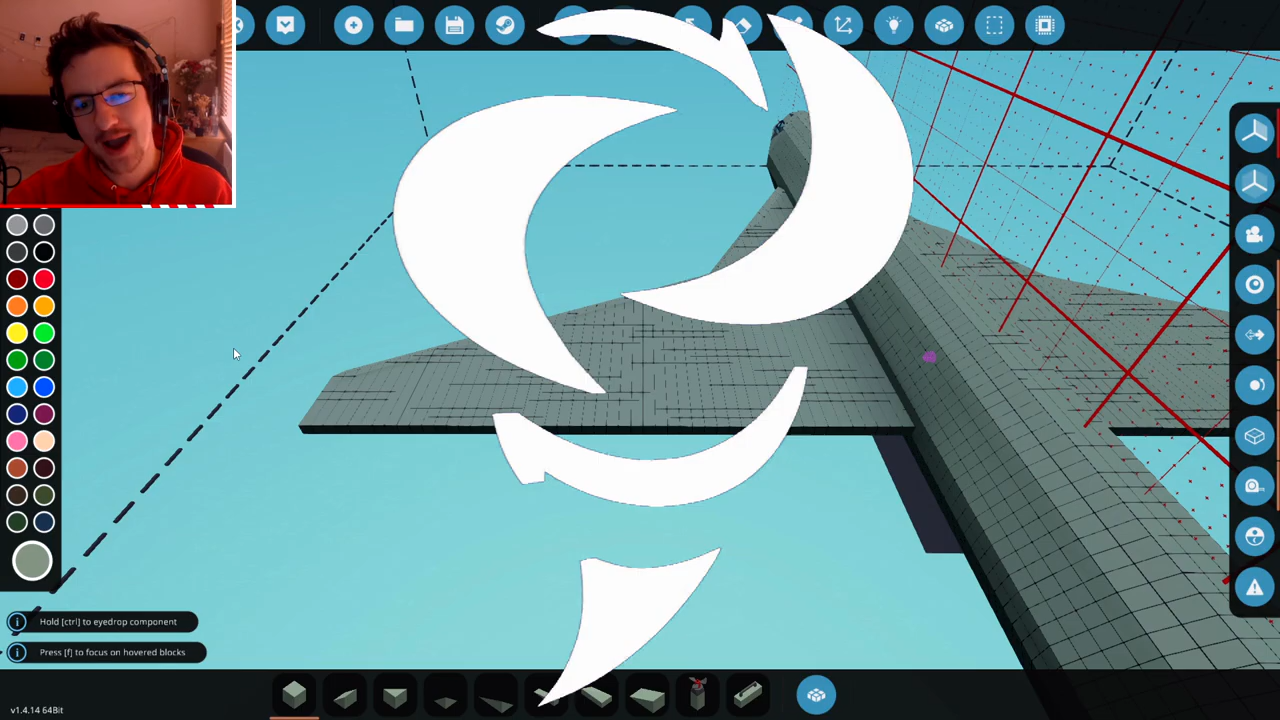 Hold [ctrl] to eyedrop component
Press [f] to focus on hovered blocks
v1.4.14 64Bit